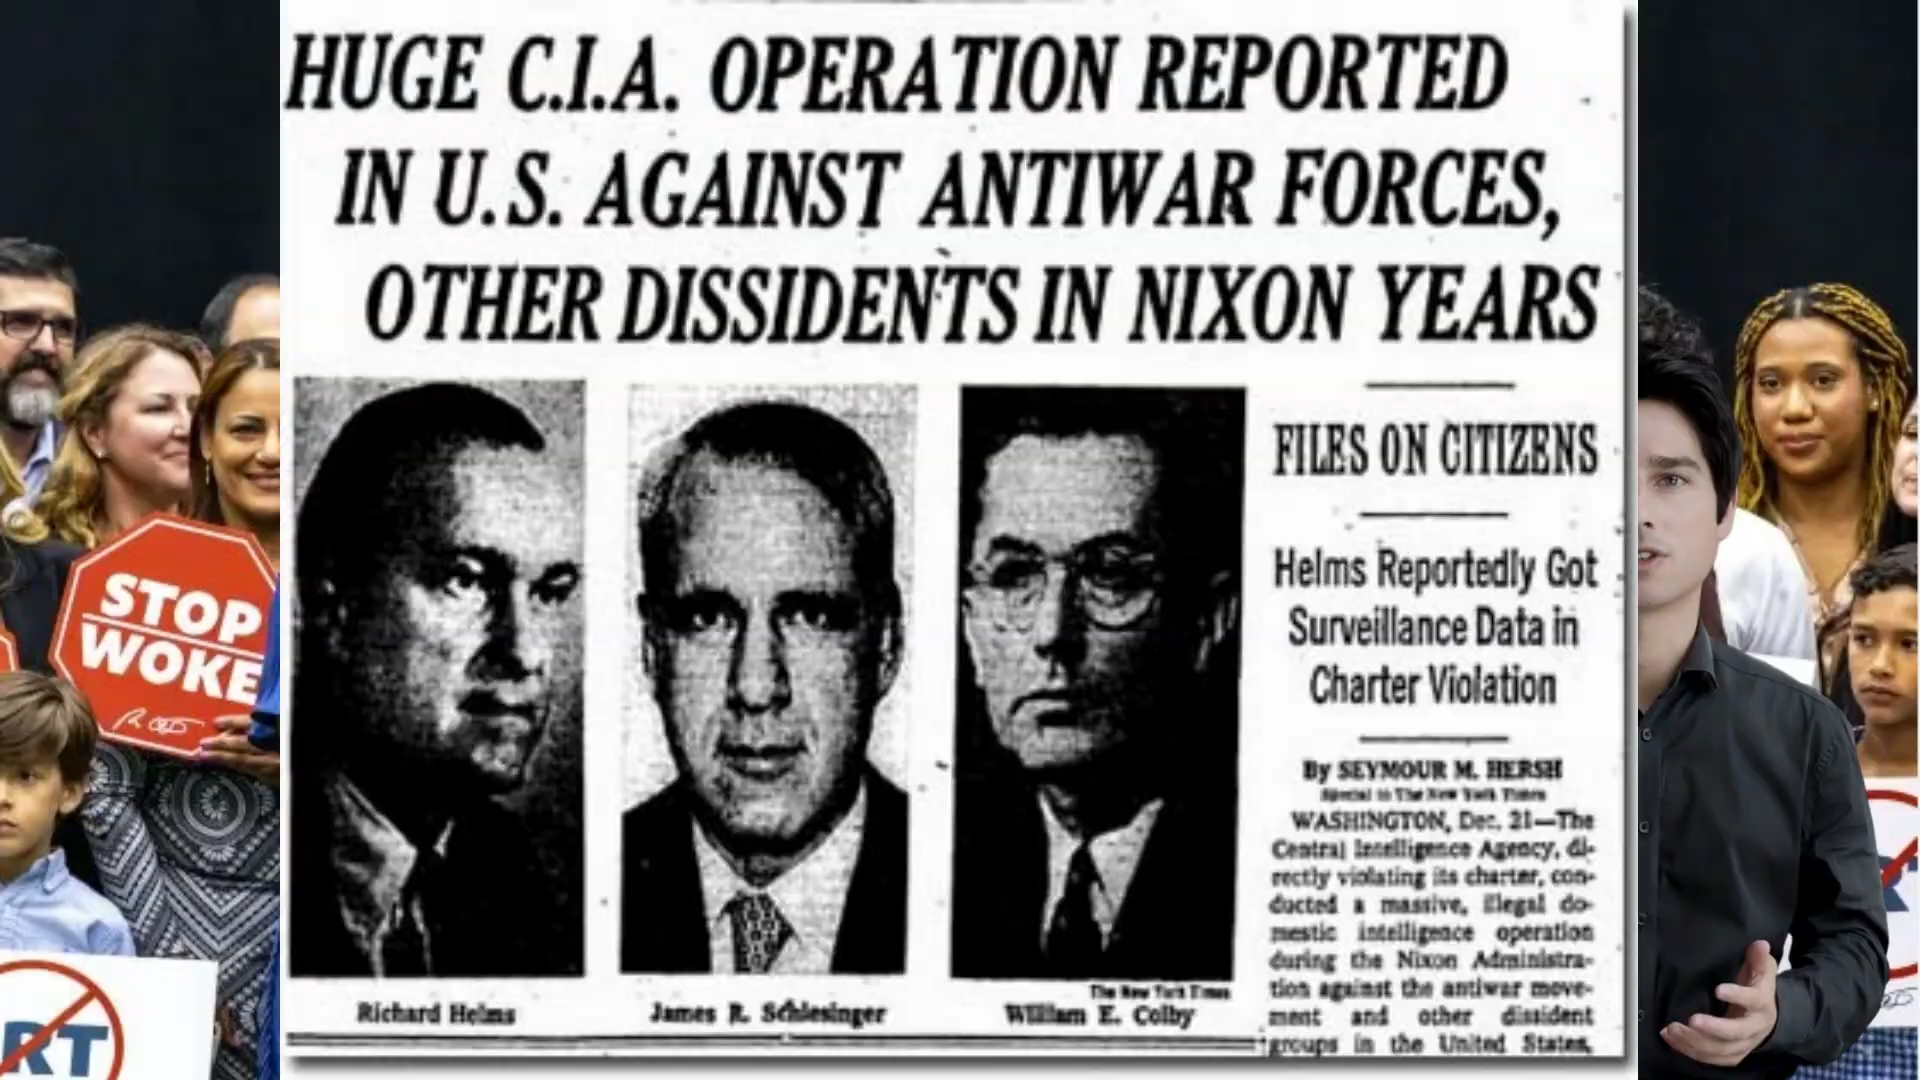 HUGE C.I.A. OPERATION REPORTED
IN U.S. AGAINST ANTIWAR FORCES,
OTHER DISSIDENTS IN NIXON YEARS
FILES ON CITIZENS
Helms Reportedly Got
Surveillance Data in
Charter Violation
By SEYMOUR M. HERSH
Special to The New York Times
WASHINGTON, Dec. 21—The
Central Intelligence Agency, di-
rectly violating its charter, con-
ducted a massive, illegal do-
mestic intelligence operation
during the Nixon Administra-
tion against the antiwar move-
ment and other dissident
groups in the United States,
The New York Times
Richard Helms
James R. Schlesinger
William E. Colby
STOP
WOKE
RT